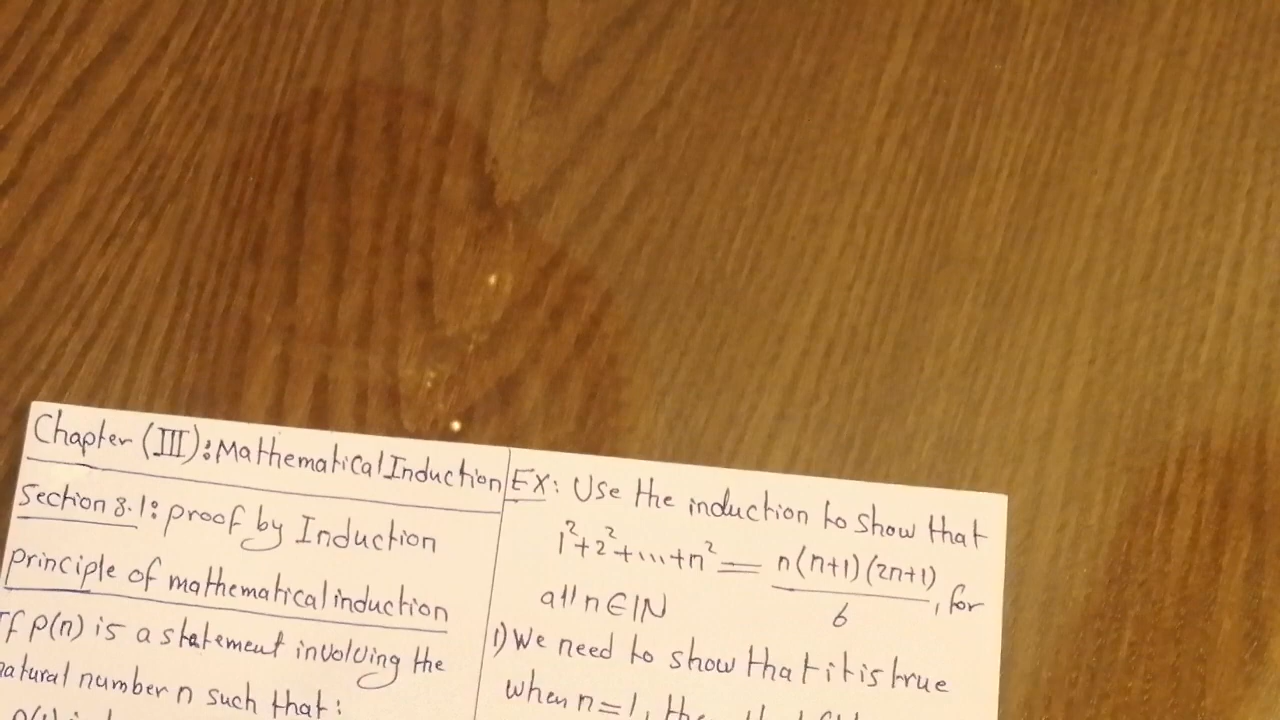 Chapter (III): Mathematical Induction
Section 3.1: proof by Induction
principle of mathematical induction
If p(n) is a statement involving the
natural number n such that:
EX: Use the induction to show that
1²+2²+...+n² = n(n+1)(2n+1)/6, for
all n∈ℕ
1) We need to show that it is true
when n=1,